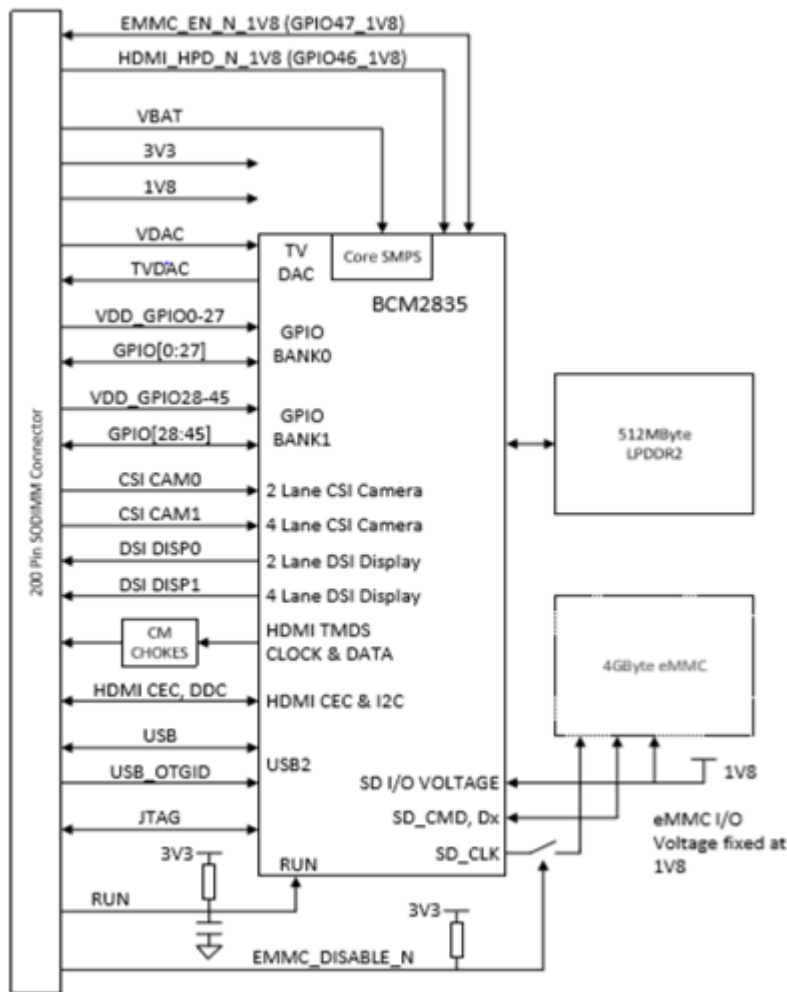 EMMC_EN_N_1V8 (GPIO47_1V8)
HDMI_HPD_N_1V8 (GPIO46_1V8)
VBAT
3V3
1V8
VDAC
TVDAC
VDD_GPIO0-27
GPIO[0:27]
VDD_GPIO28-45
GPIO[28:45]
CSI CAM0
CSI CAM1
DSI DISP0
DSI DISP1
CM
CHOKES
HDMI CEC, DDC
USB
USB_OTGID
JTAG
3V3
RUN
EMMC_DISABLE_N
3V3
200 Pin SODIMM Connector
TV
DAC
Core SMPS
BCM2835
GPIO
BANK0
GPIO
BANK1
2 Lane CSI Camera
4 Lane CSI Camera
2 Lane DSI Display
4 Lane DSI Display
HDMI TMDS
CLOCK & DATA
HDMI CEC & I2C
USB2
SD I/O VOLTAGE
SD_CMD, Dx
SD_CLK
RUN
512MByte
LPDDR2
4GByte eMMC
1V8
eMMC I/O
Voltage fixed at
1V8